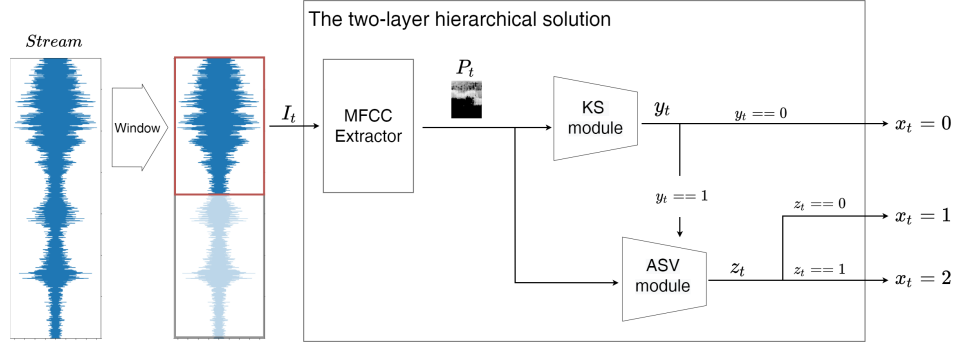 The two-layer hierarchical solution
Stream
Window
I_t
MFCC
Extractor
P_t
KS
module
y_t
y_t == 0
x_t = 0
y_t == 1
z_t == 0
x_t = 1
ASV
module
z_t
z_t == 1
x_t = 2